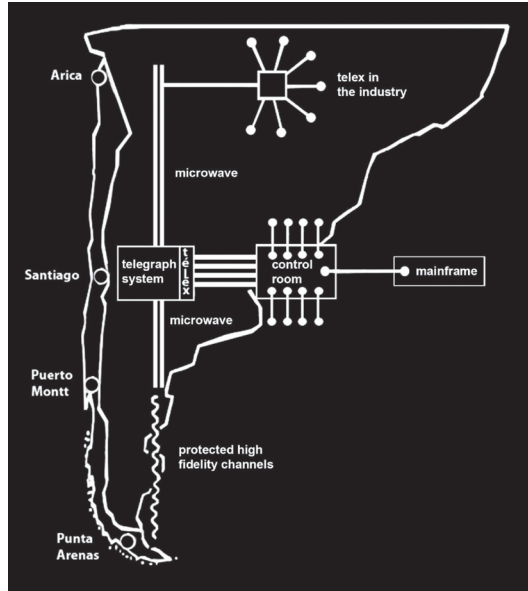 Arica
telex in
the industry
microwave
telegraph
system
téLex
control
room
mainframe
Santiago
microwave
Puerto
Montt
protected high
fidelity channels
Punta
Arenas